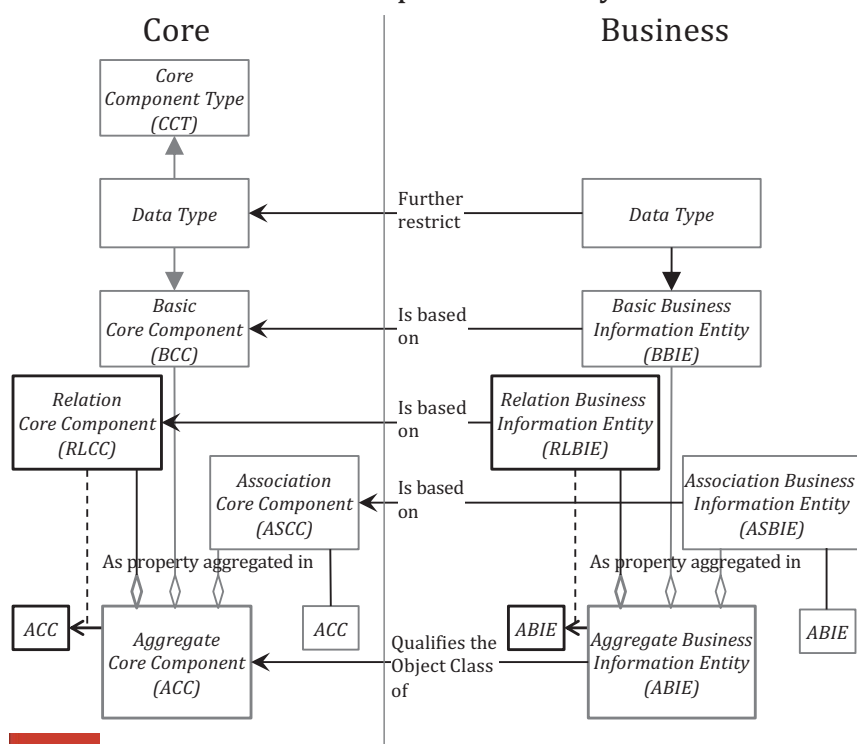 Core
Business
Core
Component Type
(CCT)
Data Type
Further
restrict
Data Type
Basic
Core Component
(BCC)
Is based
on
Basic Business
Information Entity
(BBIE)
Relation
Core Component
(RLCC)
Is based
on
Relation Business
Information Entity
(RLBIE)
Association
Core Component
(ASCC)
Is based
on
Association Business
Information Entity
(ASBIE)
As property aggregated in
As property aggregated in
ACC
Aggregate
Core Component
(ACC)
ACC
Qualifies the
Object Class
of
ABIE
Aggregate Business
Information Entity
(ABIE)
ABIE